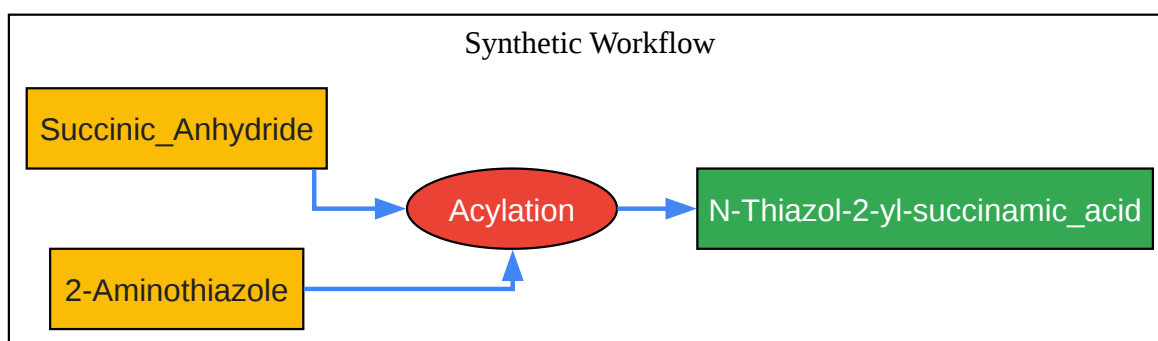 Synthetic Workflow
Succinic_Anhydride
Acylation
N-Thiazol-2-yl-succinamic_acid
2-Aminothiazole